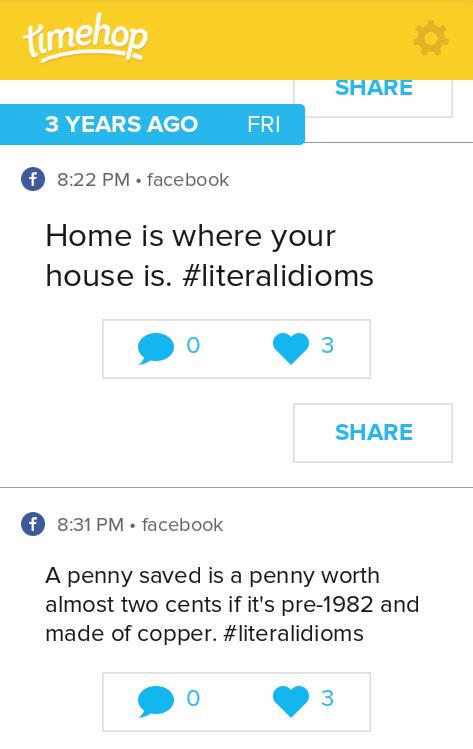 timehop
SHARE
3 YEARS AGO FRI
8:22 PM • facebook
Home is where your
house is. #literalidioms
0 3
SHARE
8:31 PM • facebook
A penny saved is a penny worth
almost two cents if it's pre-1982 and
made of copper. #literalidioms
0 3